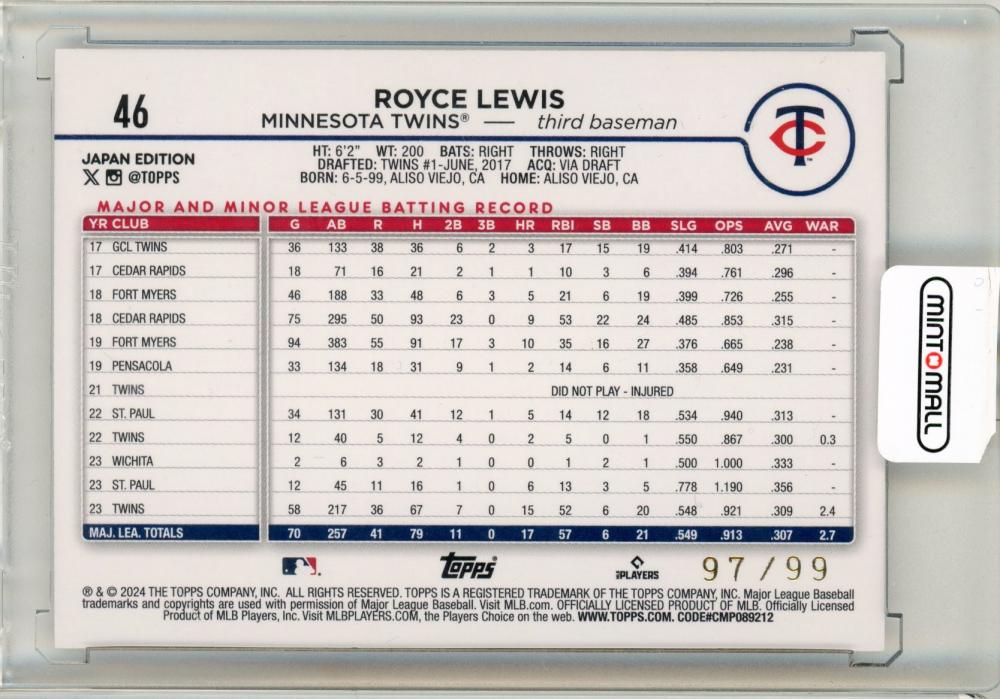 46
ROYCE LEWIS
MINNESOTA TWINS® — third baseman
TC
JAPAN EDITION
X @TOPPS
HT: 6'2" WT: 200 BATS: RIGHT THROWS: RIGHT
DRAFTED: TWINS #1-JUNE, 2017 ACQ: VIA DRAFT
BORN: 6-5-99, ALISO VIEJO, CA HOME: ALISO VIEJO, CA
MAJOR AND MINOR LEAGUE BATTING RECORD
YR CLUB G AB R H 2B 3B HR RBI SB BB SLG OPS AVG WAR
17 GCL TWINS 36 133 38 36 6 2 3 17 15 19 .414 .803 .271 -
17 CEDAR RAPIDS 18 71 16 21 2 1 1 10 3 6 .394 .761 .296 -
18 FORT MYERS 46 188 33 48 6 3 5 21 6 19 .399 .726 .255 -
18 CEDAR RAPIDS 75 295 50 93 23 0 9 53 22 24 .485 .853 .315 -
19 FORT MYERS 94 383 55 91 17 3 10 35 16 27 .376 .665 .238 -
19 PENSACOLA 33 134 18 31 9 1 2 14 6 11 .358 .649 .231 -
21 TWINS DID NOT PLAY - INJURED
22 ST. PAUL 34 131 30 41 12 1 5 14 12 18 .534 .940 .313 -
22 TWINS 12 40 5 12 4 0 2 5 0 1 .550 .867 .300 0.3
23 WICHITA 2 6 3 2 1 0 0 1 2 1 .500 1.000 .333 -
23 ST. PAUL 12 45 11 16 1 0 6 13 3 5 .778 1.190 .356 -
23 TWINS 58 217 36 67 7 0 15 52 6 20 .548 .921 .309 2.4
MAJ. LEA. TOTALS 70 257 41 79 11 0 17 57 6 21 .549 .913 .307 2.7
MINT MALL
Topps® PLAYERS 97/99
® & © 2024 THE TOPPS COMPANY, INC. ALL RIGHTS RESERVED. TOPPS IS A REGISTERED TRADEMARK OF THE TOPPS COMPANY, INC. Major League Baseball
trademarks and copyrights are used with permission of Major League Baseball. Visit MLB.com. OFFICIALLY LICENSED PRODUCT OF MLB. Officially Licensed
Product of MLB Players, Inc. Visit MLBPLAYERS.COM, the Players Choice on the web. WWW.TOPPS.COM. CODE#CMP089212